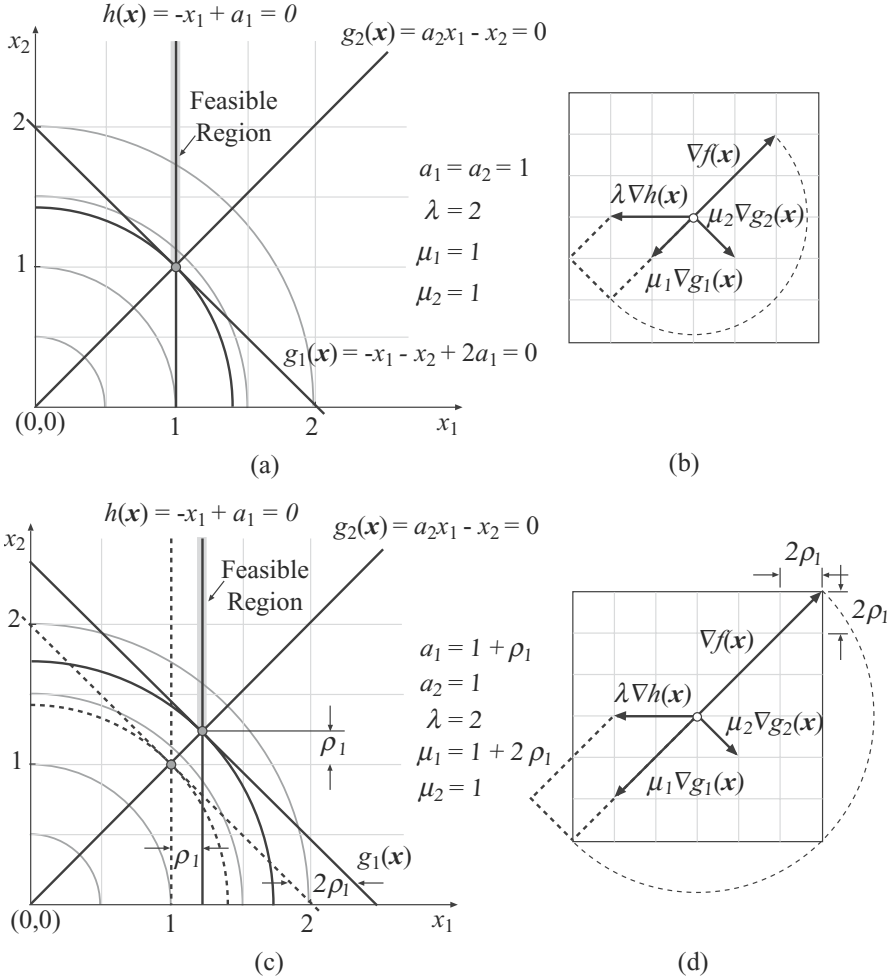 h(x) = -x₁ + a₁ = 0
x₂
g₂(x) = a₂x₁ - x₂ = 0
Feasible
Region
2
a₁ = a₂ = 1
λ = 2
μ₁ = 1
μ₂ = 1
1
g₁(x) = -x₁ - x₂ + 2a₁ = 0
(0,0)
1
2
x₁
(a)
∇f(x)
λ∇h(x)
μ₂∇g₂(x)
μ₁∇g₁(x)
(b)
h(x) = -x₁ + a₁ = 0
x₂
g₂(x) = a₂x₁ - x₂ = 0
Feasible
Region
2
a₁ = 1 + ρ₁
a₂ = 1
λ = 2
μ₁ = 1 + 2 ρ₁
μ₂ = 1
ρ₁
1
ρ₁
g₁(x)
2ρ₁
(0,0)
1
2
x₁
(c)
2ρ₁
2ρ₁
∇f(x)
λ∇h(x)
μ₂∇g₂(x)
μ₁∇g₁(x)
(d)